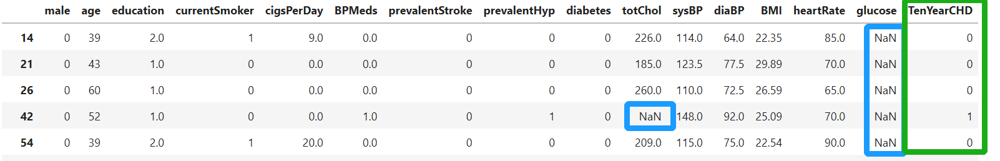 male age education currentSmoker cigsPerDay BPMeds prevalentStroke prevalentHyp diabetes totChol sysBP diaBP BMI heartRate glucose TenYearCHD
14 0 39 2.0 1 9.0 0.0 0 0 0 226.0 114.0 64.0 22.35 85.0 NaN 0
21 0 43 1.0 0 0.0 0.0 0 0 0 185.0 123.5 77.5 29.89 70.0 NaN 0
26 0 60 1.0 0 0.0 0.0 0 0 0 260.0 110.0 72.5 26.59 65.0 NaN 0
42 0 52 1.0 0 0.0 1.0 0 1 0 NaN 148.0 92.0 25.09 70.0 NaN 1
54 0 39 2.0 1 20.0 0.0 0 0 0 209.0 115.0 75.0 22.54 90.0 NaN 0